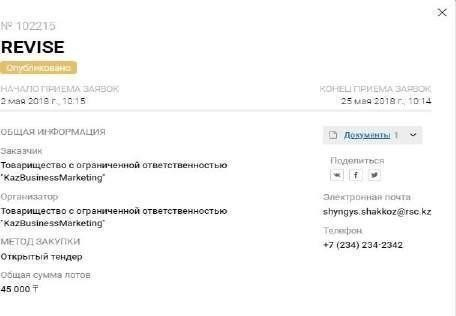 № 102215
REVISE
Опубликовано
НАЧАЛО ПРИЕМА ЗАЯВОК
2 мая 2018 г., 10:15
КОНЕЦ ПРИЕМА ЗАЯВОК
25 мая 2018 г., 10:14
ОБЩАЯ ИНФОРМАЦИЯ
Заказчик
Товарищество с ограниченной ответственностью
"KazBusinessMarketing"
Организатор
Товарищество с ограниченной ответственностью
"KazBusinessMarketing"
МЕТОД ЗАКУПКИ
Открытый тендер
Общая сумма лотов
45 000 ₸
Документы 1
Поделиться
Электронная почта
shyngys.shakkoz@rsc.kz
Телефон
+7 (234) 234-2342